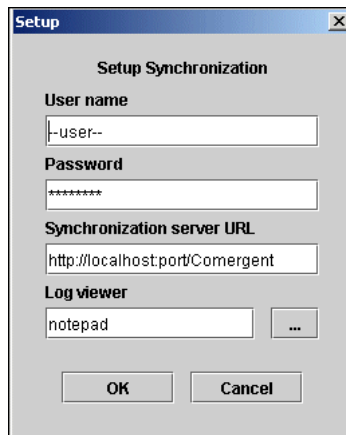 Setup
Setup Synchronization
User name
--user--
Password
********
Synchronization server URL
http://localhost:port/Comergent
Log viewer
notepad
...
OK Cancel